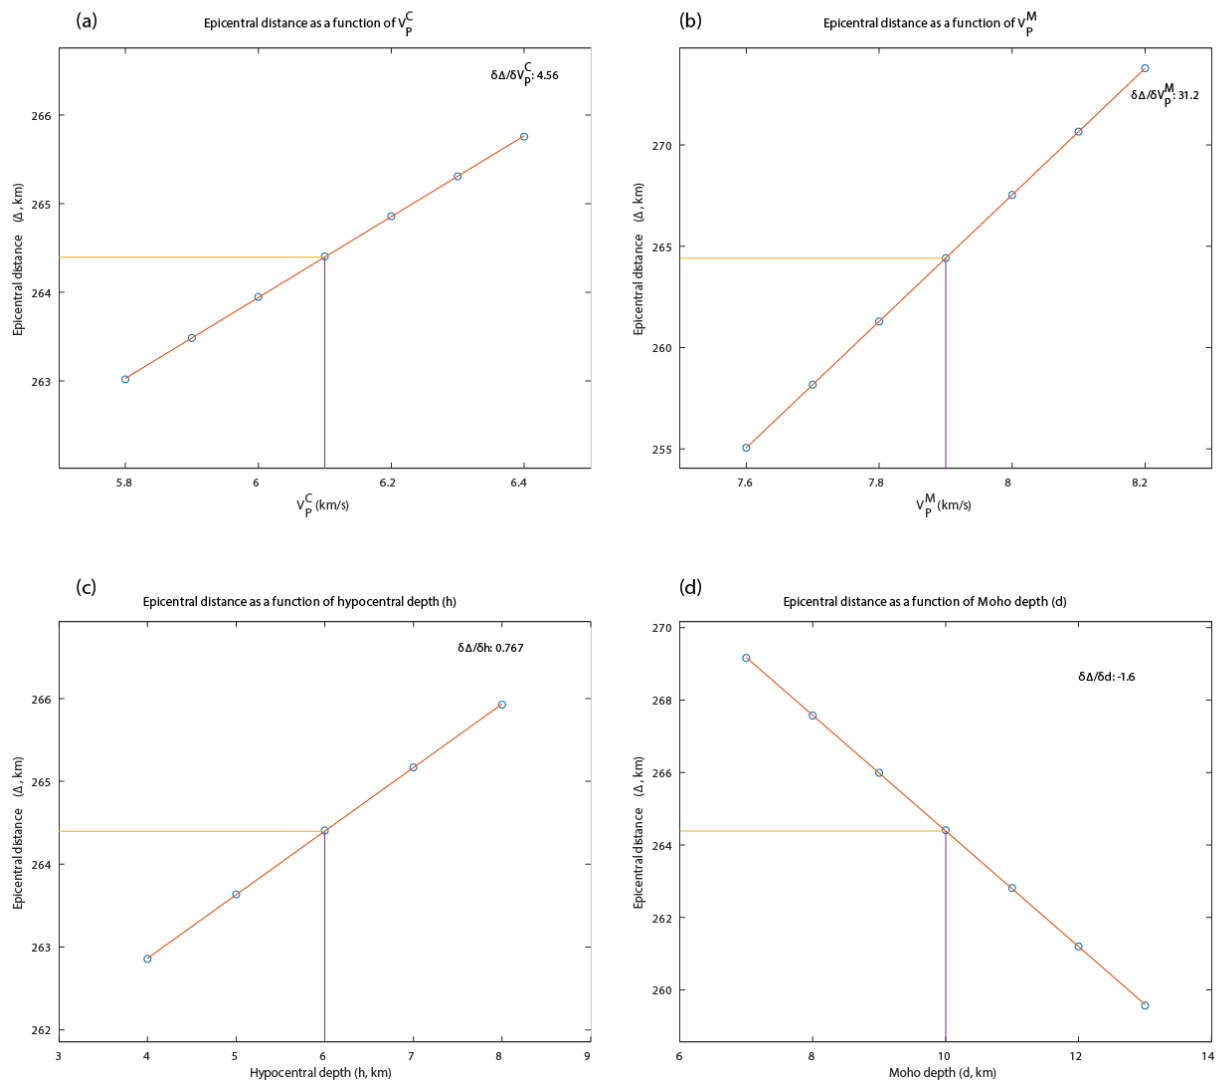 (a)
Epicentral distance as a function of V_P^C
δΔ/δV_P^C: 4.56
266
265
264
263
Epicentral distance (Δ, km)
5.8
6
6.2
6.4
V_P^C (km/s)
(b)
Epicentral distance as a function of V_P^M
δΔ/δV_P^M: 31.2
270
265
260
255
Epicentral distance (Δ, km)
7.6
7.8
8
8.2
V_P^M (km/s)
(c)
Epicentral distance as a function of hypocentral depth (h)
δΔ/δh: 0.767
266
265
264
263
262
Epicentral distance (Δ, km)
3
4
5
6
7
8
9
Hypocentral depth (h, km)
(d)
Epicentral distance as a function of Moho depth (d)
δΔ/δd: -1.6
270
268
266
264
262
260
Epicentral distance (Δ, km)
6
8
10
12
14
Moho depth (d, km)